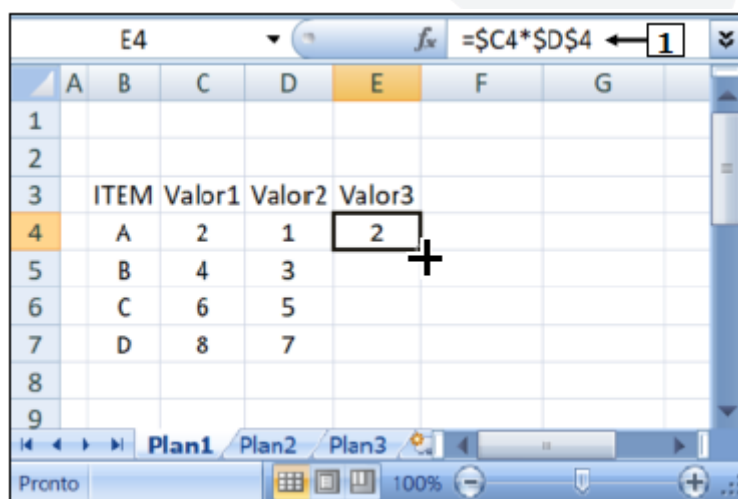 E4 fx =$C4*$D$4 1
A B C D E F G
1
2
3 ITEM Valor1 Valor2 Valor3
4 A 2 1 2
5 B 4 3
6 C 6 5
7 D 8 7
8
9
Plan1 Plan2 Plan3
Pronto 100%